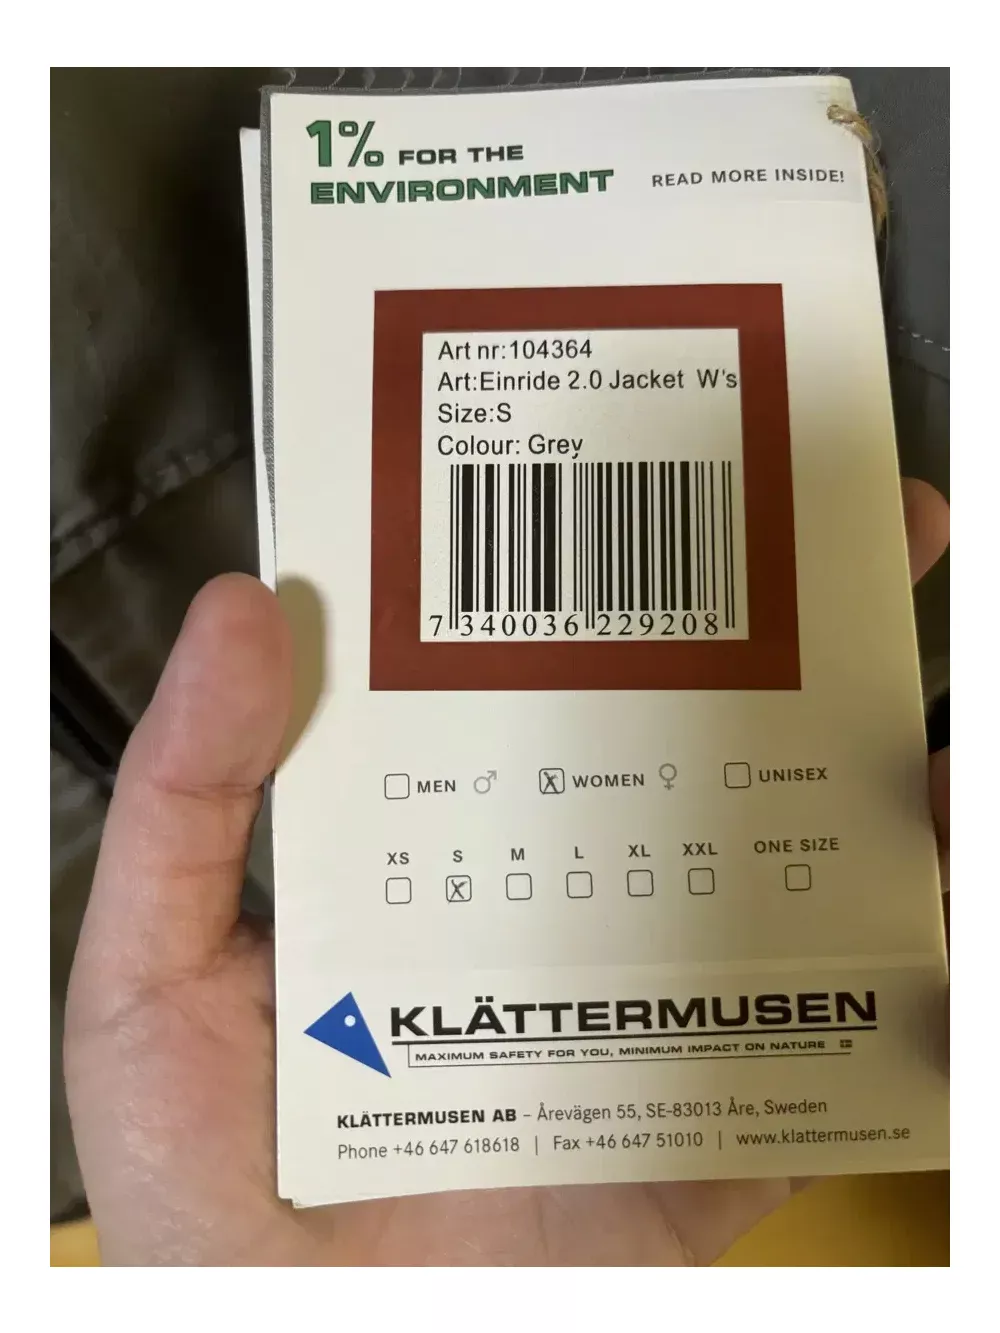 1% FOR THE
ENVIRONMENT
READ MORE INSIDE!
Art nr:104364
Art:Einride 2.0 Jacket W's
Size:S
Colour: Grey
7 340036 229208
MEN ♂ WOMEN ♀ UNISEX
XS S M L XL XXL ONE SIZE
KLÄTTERMUSEN
MAXIMUM SAFETY FOR YOU, MINIMUM IMPACT ON NATURE
KLÄTTERMUSEN AB – Årevägen 55, SE-83013 Åre, Sweden
Phone +46 647 618618 | Fax +46 647 51010 | www.klattermusen.se